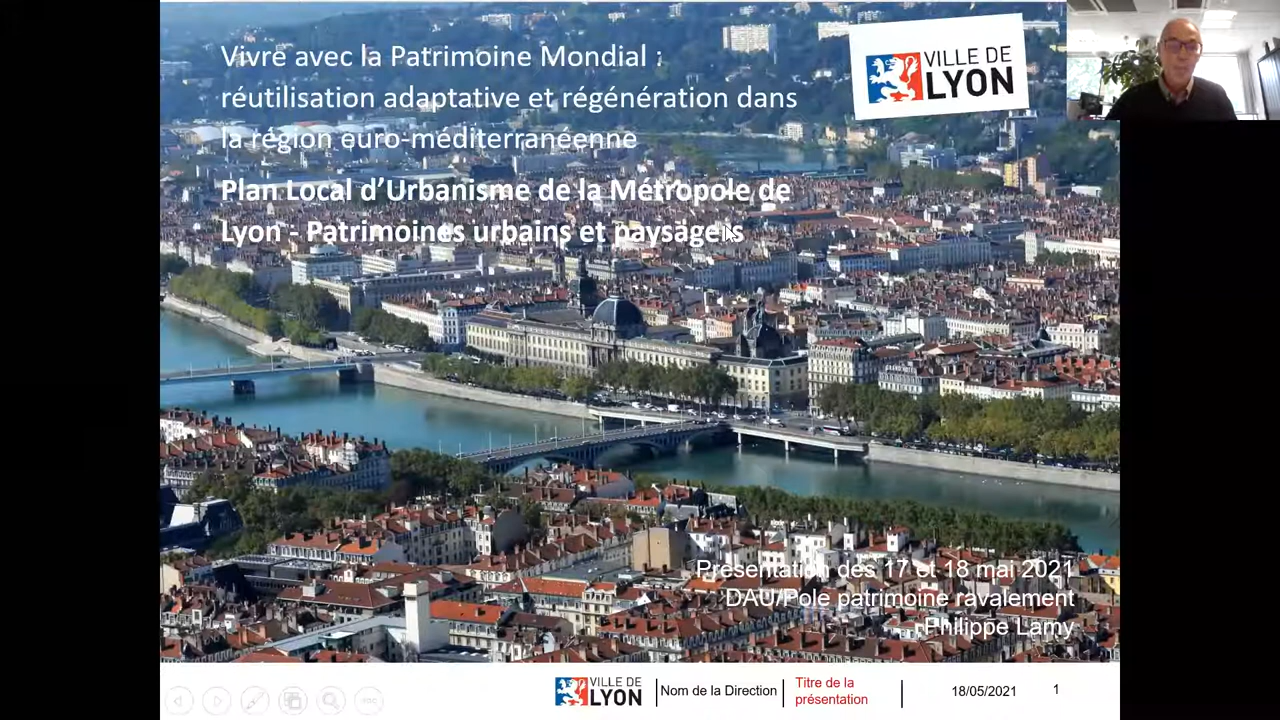 Vivre avec la Patrimoine Mondial :
réutilisation adaptative et régénération dans
la région euro-méditerranéenne
Plan Local d’Urbanisme de la Métropole de
Lyon - Patrimoines urbains et paysagers
VILLE DE
LYON
Présentation des 17 et 18 mai 2021
DAU/Pole patrimoine ravalement
Philippe Lamy
VILLE DE
LYON
Nom de la Direction
Titre de la
présentation
18/05/2021
1